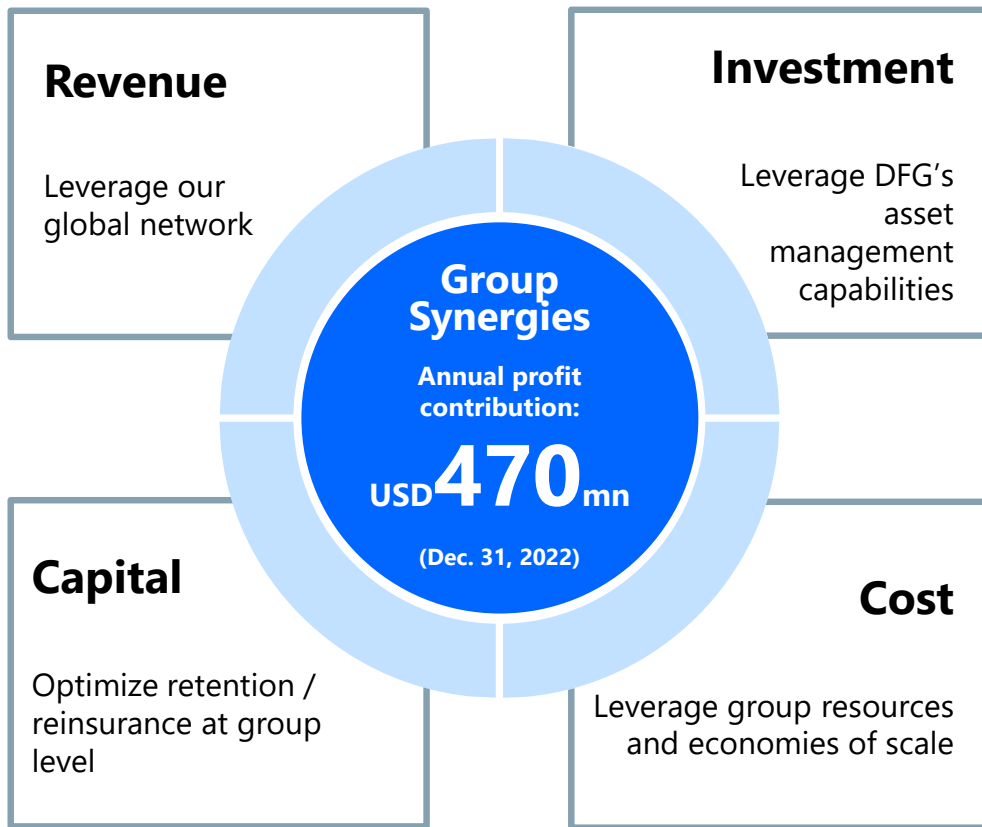 Revenue
Leverage our
global network
Investment
Leverage DFG‘s
asset
management
capabilities
Group
Synergies
Annual profit
contribution:
USD470mn
(Dec. 31, 2022)
Capital
Optimize retention /
reinsurance at group
level
Cost
Leverage group resources
and economies of scale